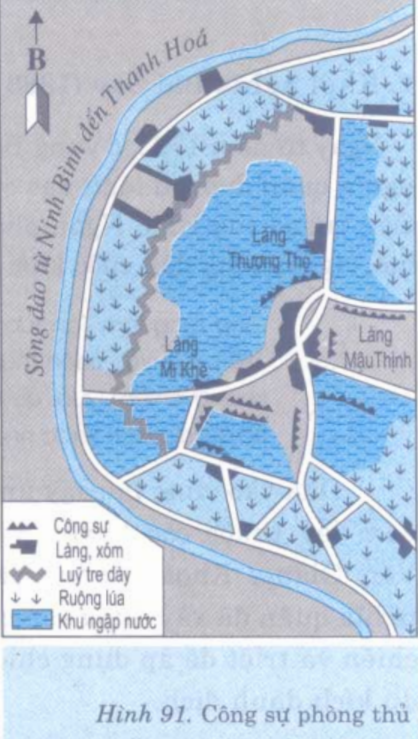 B
Sông đào từ Ninh Bình đến Thanh Hoá
Làng
Thượng Thọ
Làng
Mậu Thịnh
Làng
Mĩ Khê
Công sự
Làng, xóm
Luỹ tre dày
Ruộng lúa
Khu ngập nước
Hình 91. Công sự phòng thủ